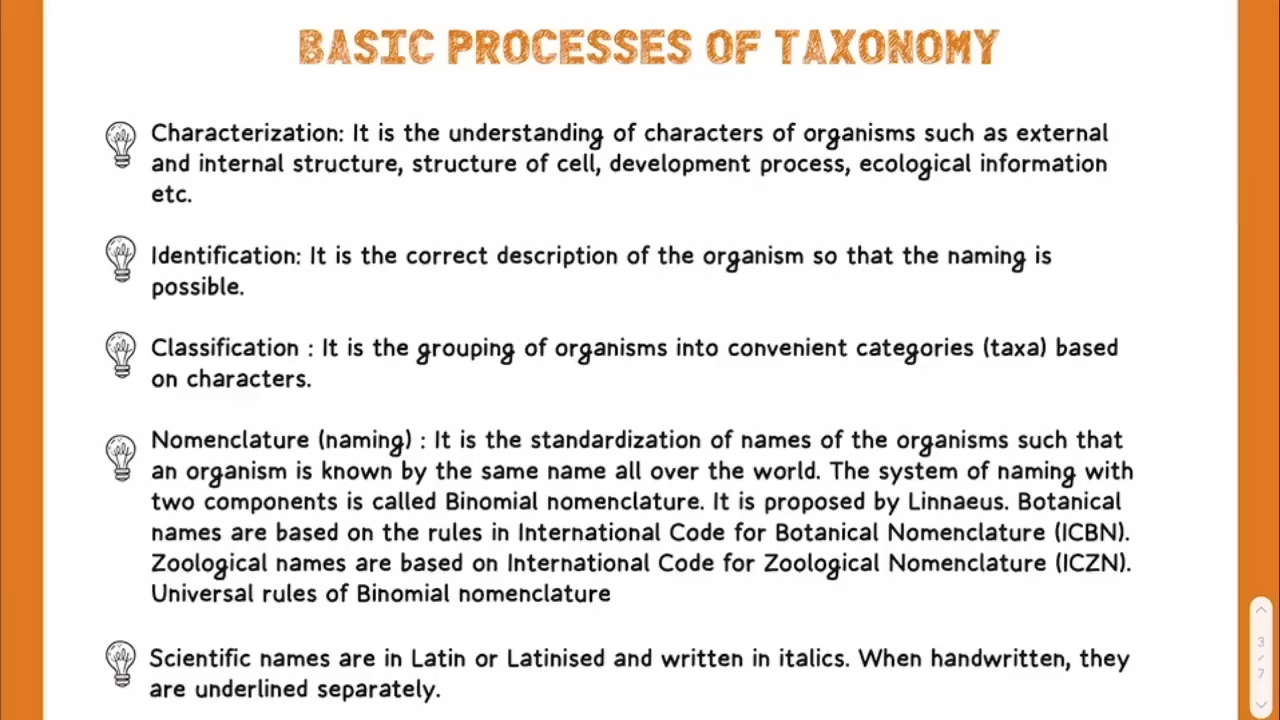 BASIC PROCESSES OF TAXONOMY
Characterization: It is the understanding of characters of organisms such as external
and internal structure, structure of cell, development process, ecological information
etc.
Identification: It is the correct description of the organism so that the naming is
possible.
Classification : It is the grouping of organisms into convenient categories (taxa) based
on characters.
Nomenclature (naming) : It is the standardization of names of the organisms such that
an organism is known by the same name all over the world. The system of naming with
two components is called Binomial nomenclature. It is proposed by Linnaeus. Botanical
names are based on the rules in International Code for Botanical Nomenclature (ICBN).
Zoological names are based on International Code for Zoological Nomenclature (ICZN).
Universal rules of Binomial nomenclature
Scientific names are in Latin or Latinised and written in italics. When handwritten, they
are underlined separately.
3
/
7